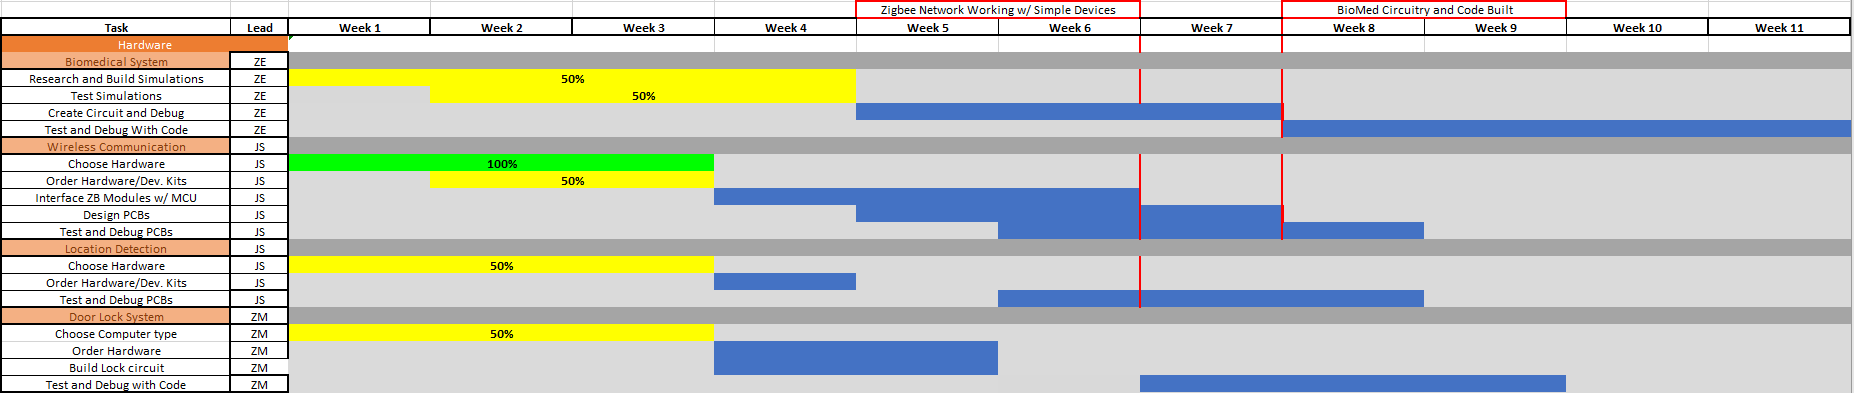 Zigbee Network Working w/ Simple Devices BioMed Circuitry and Code Built
Task Lead Week 1 Week 2 Week 3 Week 4 Week 5 Week 6 Week 7 Week 8 Week 9 Week 10 Week 11
Hardware
Biomedical System ZE
Research and Build Simulations ZE 50%
Test Simulations ZE 50%
Create Circuit and Debug ZE
Test and Debug With Code ZE
Wireless Communication JS
Choose Hardware JS 100%
Order Hardware/Dev. Kits JS 50%
Interface ZB Modules w/ MCU JS
Design PCBs JS
Test and Debug PCBs JS
Location Detection JS
Choose Hardware JS 50%
Order Hardware/Dev. Kits JS
Test and Debug PCBs JS
Door Lock System ZM
Choose Computer type ZM 50%
Order Hardware ZM
Build Lock circuit ZM
Test and Debug with Code ZM